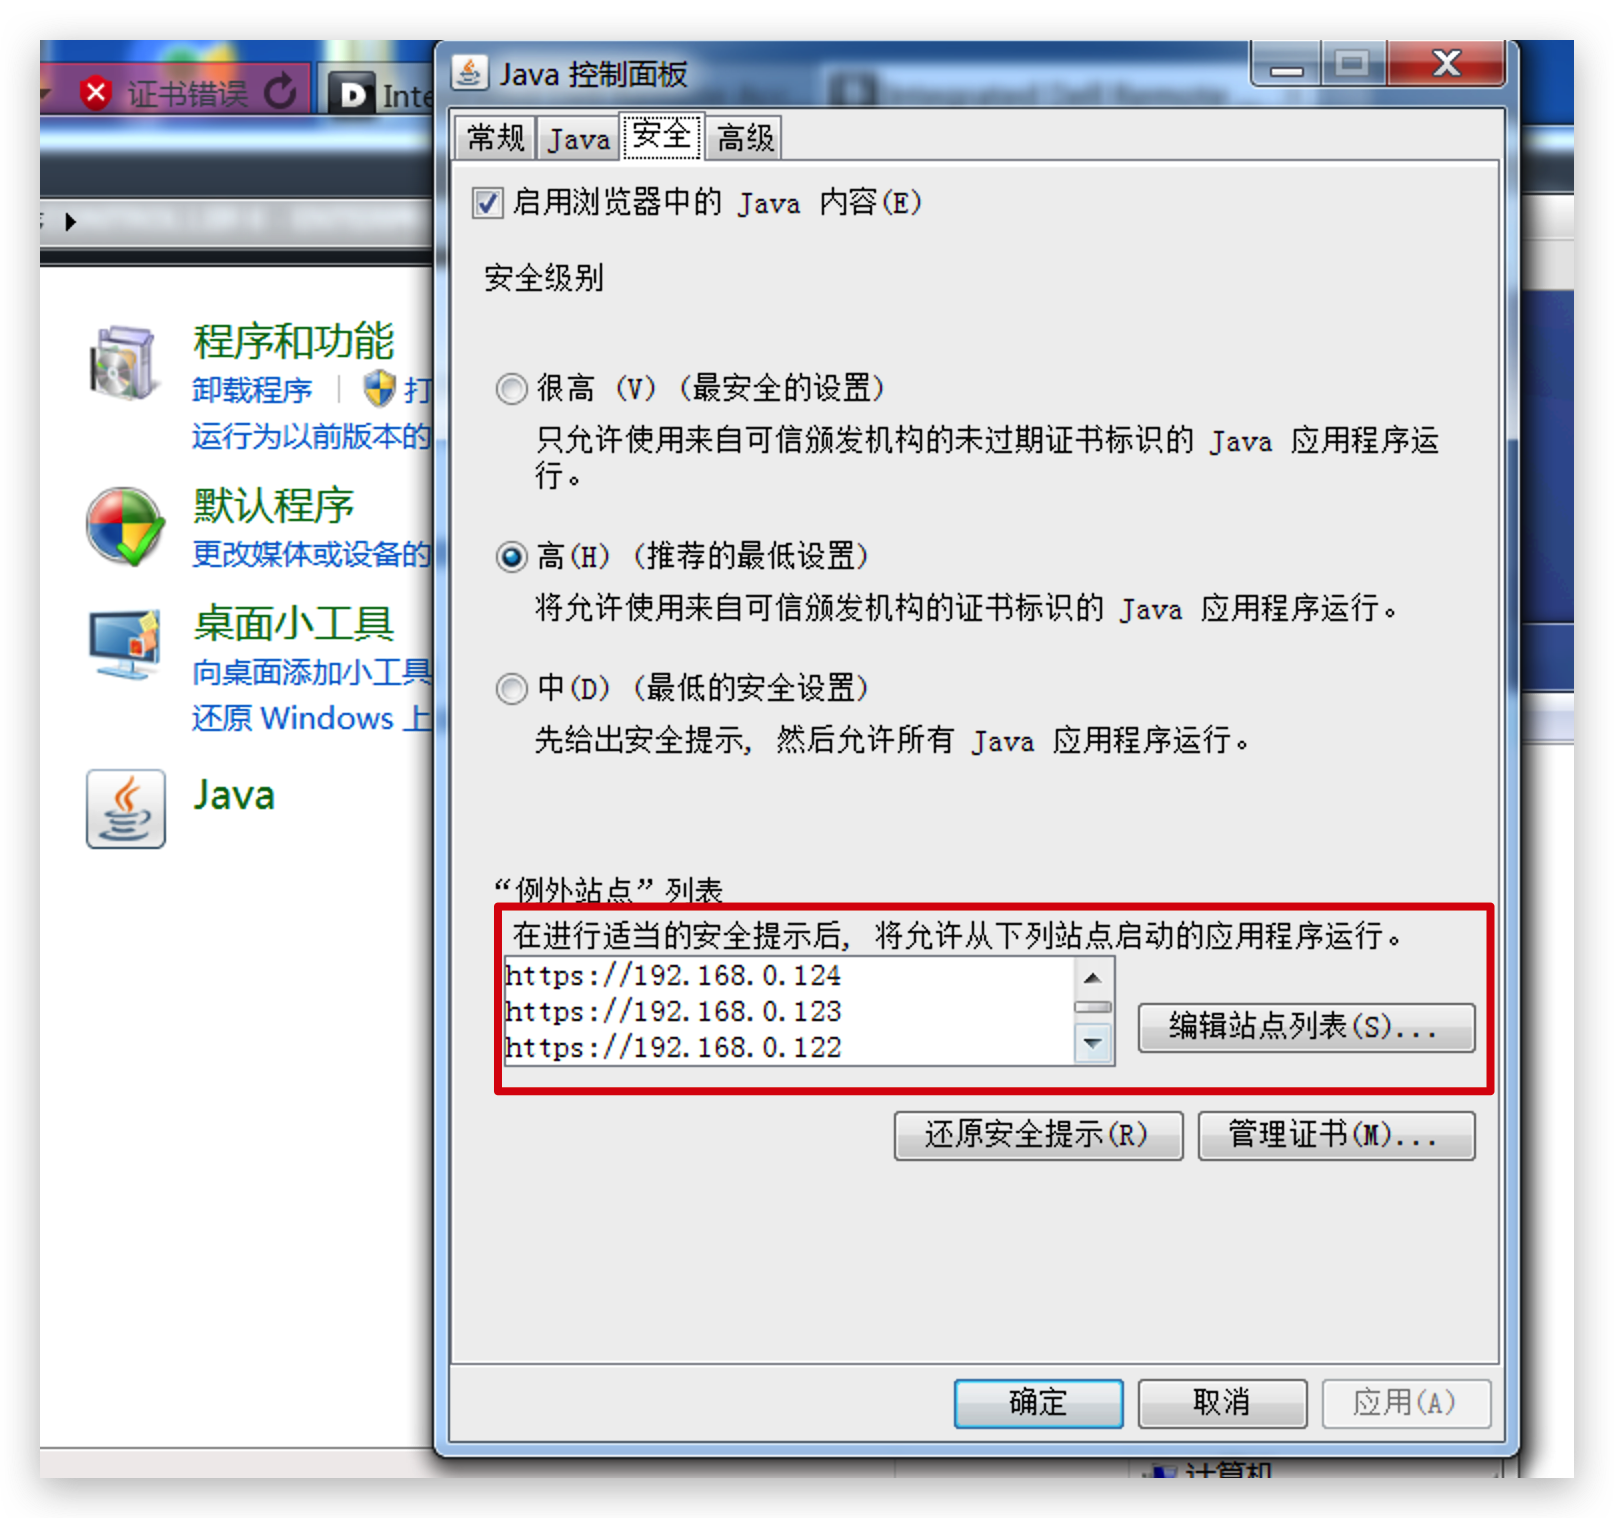 证书错误
Inte
Java 控制面板
Integrated Dell Remote
常规
Java
安全
高级
启用浏览器中的 Java 内容(E)
安全级别
很高 (V) (最安全的设置)
只允许使用来自可信颁发机构的未过期证书标识的 Java 应用程序运
行。
高(H) (推荐的最低设置)
将允许使用来自可信颁发机构的证书标识的 Java 应用程序运行。
中(D) (最低的安全设置)
先给出安全提示, 然后允许所有 Java 应用程序运行。
程序和功能
卸载程序
打
运行为以前版本的
默认程序
更改媒体或设备的
桌面小工具
向桌面添加小工具
还原 Windows 上
Java
“例外站点” 列表
在进行适当的安全提示后, 将允许从下列站点启动的应用程序运行。
https://192.168.0.124
https://192.168.0.123
https://192.168.0.122
编辑站点列表(S)...
还原安全提示(R)
管理证书(M)...
确定
取消
应用(A)
计算机